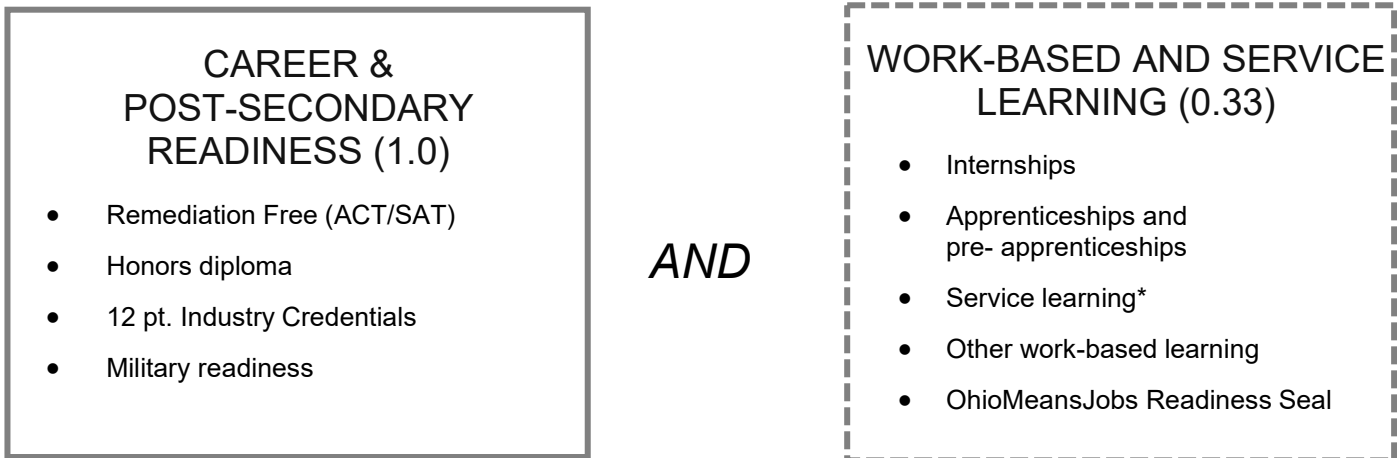 CAREER &
POST-SECONDARY
READINESS (1.0)
• Remediation Free (ACT/SAT)
• Honors diploma
• 12 pt. Industry Credentials
• Military readiness
AND
WORK-BASED AND SERVICE
LEARNING (0.33)
• Internships
• Apprenticeships and
pre- apprenticeships
• Service learning*
• Other work-based learning
• OhioMeansJobs Readiness Seal